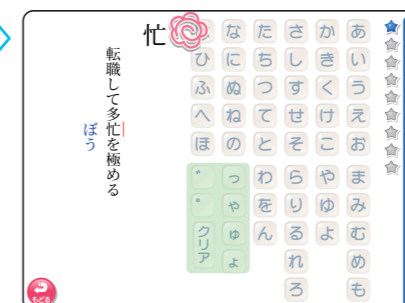 あいうえお
かきくけこ
さしすせそ
たちつてと
なにぬねの
ひふへほ
まみむめも
やゆよ
らりるれろ
わをん
っゃゅょ
クリア
忙
転職して多忙を極める
ぼう
もどる